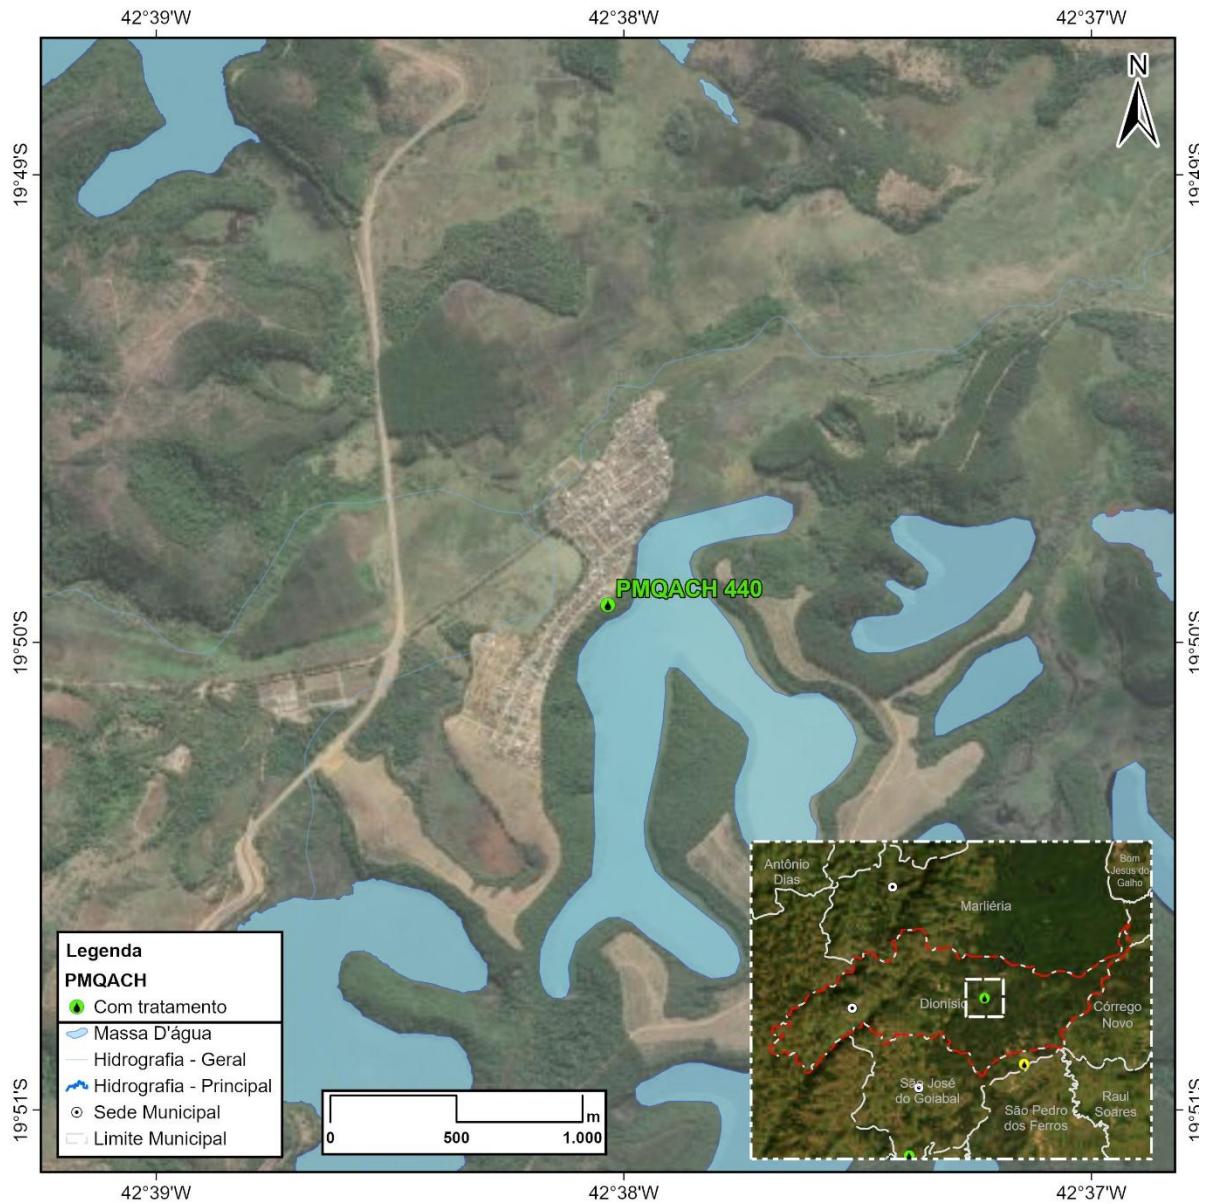 42°39'W
42°38'W
42°37'W
N
19°49'S
19°49'S
PMQACH 440
19°50'S
19°50'S
Antônio
Dias
Bom
Jesus do
Galho
Marliéria
Legenda
PMQACH
Com tratamento
Massa D'água
Hidrografia - Geral
Hidrografia - Principal
Sede Municipal
Limite Municipal
Dionísio
Córrego
Novo
São José
do Goiabal
São Pedro
dos Ferros
Raul
Soares
m
0
500
1.000
19°51'S
19°51'S
42°39'W
42°38'W
42°37'W